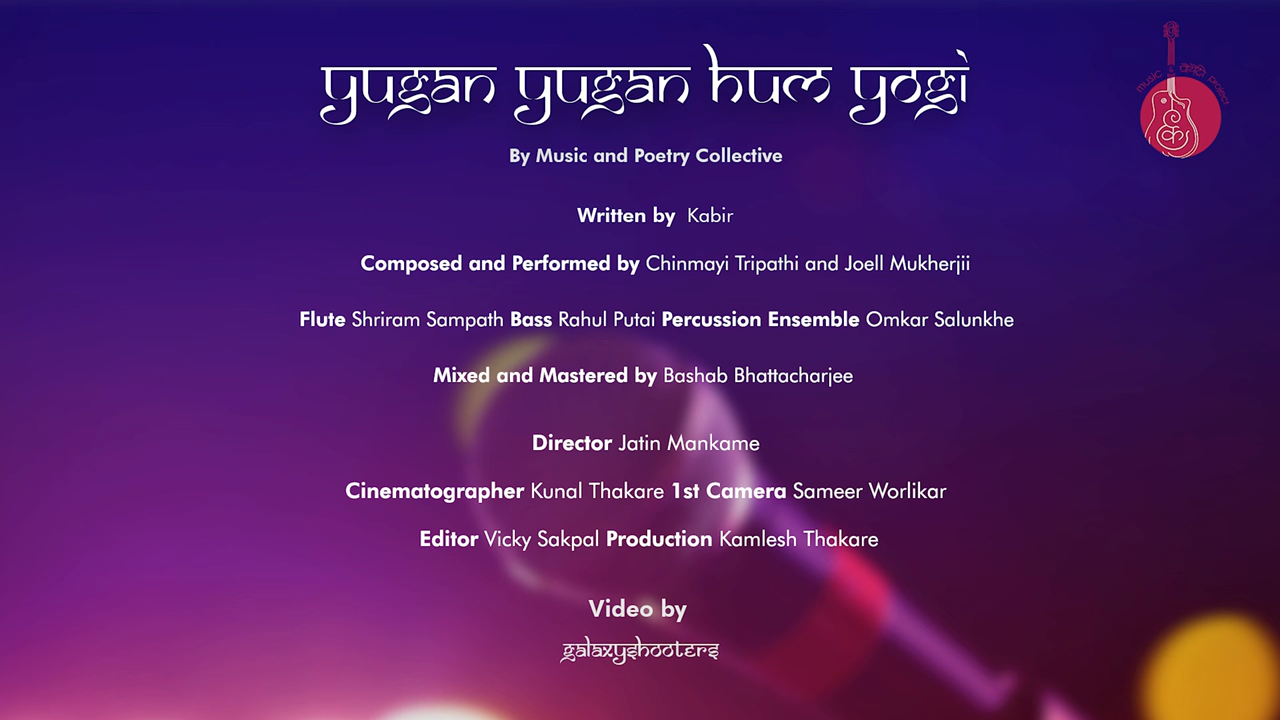 yugan yugan hum yogi
By Music and Poetry Collective
Written by Kabir
Composed and Performed by Chinmayi Tripathi and Joell Mukherjii
Flute Shriram Sampath Bass Rahul Putai Percussion Ensemble Omkar Salunkhe
Mixed and Mastered by Bashab Bhattacharjee
Director Jatin Mankame
Cinematographer Kunal Thakare 1st Camera Sameer Worlikar
Editor Vicky Sakpal Production Kamlesh Thakare
Video by
galaxyshooters